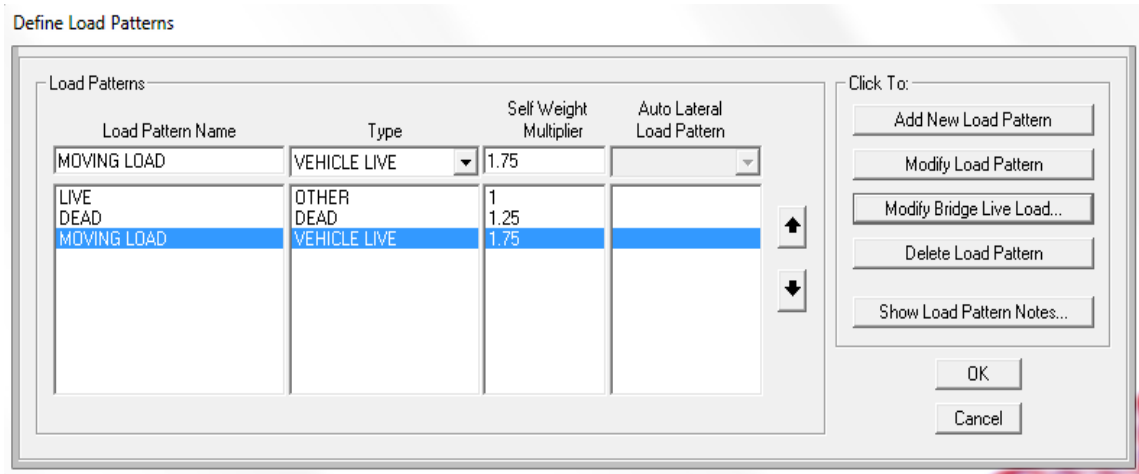 Define Load Patterns
Load Patterns
Click To:
Load Pattern Name Type Self Weight Multiplier Auto Lateral Load Pattern
MOVING LOAD VEHICLE LIVE 1.75
LIVE OTHER 1
DEAD DEAD 1.25
MOVING LOAD VEHICLE LIVE 1.75
Add New Load Pattern
Modify Load Pattern
Modify Bridge Live Load...
Delete Load Pattern
Show Load Pattern Notes...
OK
Cancel